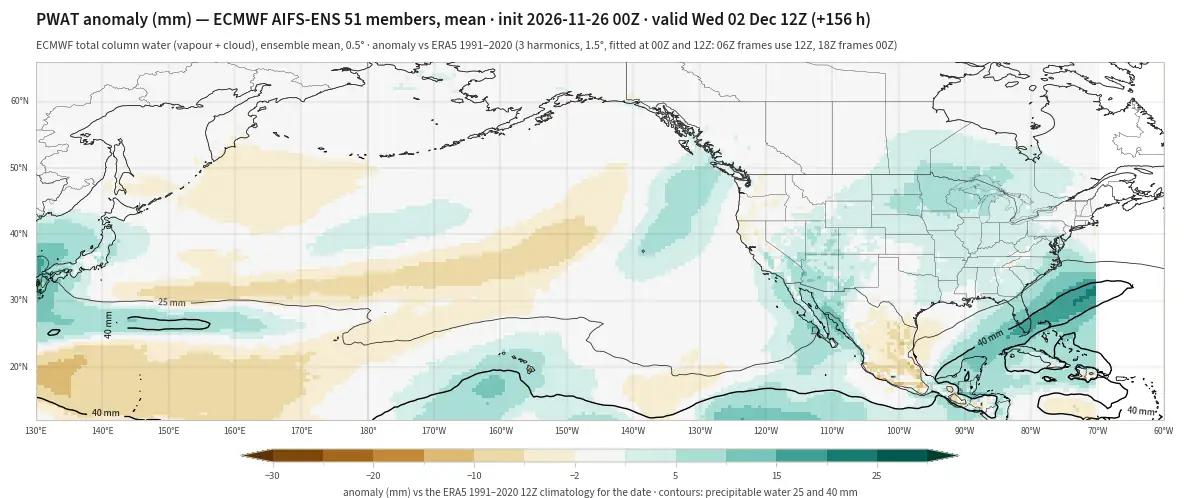 PWAT anomaly (mm) — ECMWF AIFS-ENS 51 members, mean · init 2026-11-26 00Z · valid Wed 02 Dec 12Z (+156 h)
ECMWF total column water (vapour + cloud), ensemble mean, 0.5° · anomaly vs ERA5 1991–2020 (3 harmonics, 1.5°, fitted at 00Z and 12Z: 06Z frames use 12Z, 18Z frames 00Z)
60°N
50°N
40°N
30°N
20°N
25 mm
40 mm
40 mm
40 mm
40 mm
130°E 140°E 150°E 160°E 170°E 180° 170°W 160°W 150°W 140°W 130°W 120°W 110°W 100°W 90°W 80°W 70°W 60°W
−30 −20 −10 −2 5 15 25
anomaly (mm) vs the ERA5 1991–2020 12Z climatology for the date · contours: precipitable water 25 and 40 mm